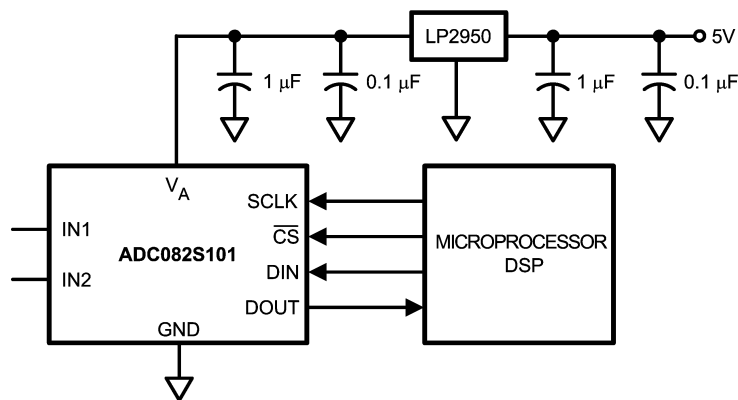 LP2950
5V
1 μF
0.1 μF
1 μF
0.1 μF
VA
SCLK
IN1
CS
ADC082S101
MICROPROCESSOR
DSP
IN2
DIN
DOUT
GND